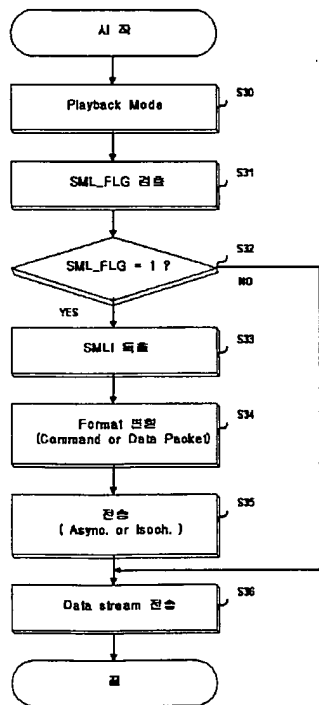 시 작
Playback Mode
S30
SML_FLG 검출
S31
SML_FLG = 1 ?
S32
NO
YES
SMLI 독출
S33
Format 변환
(Command or Data Packet)
S34
전송
( Async. or Isoch. )
S35
Data stream 전송
S36
끝